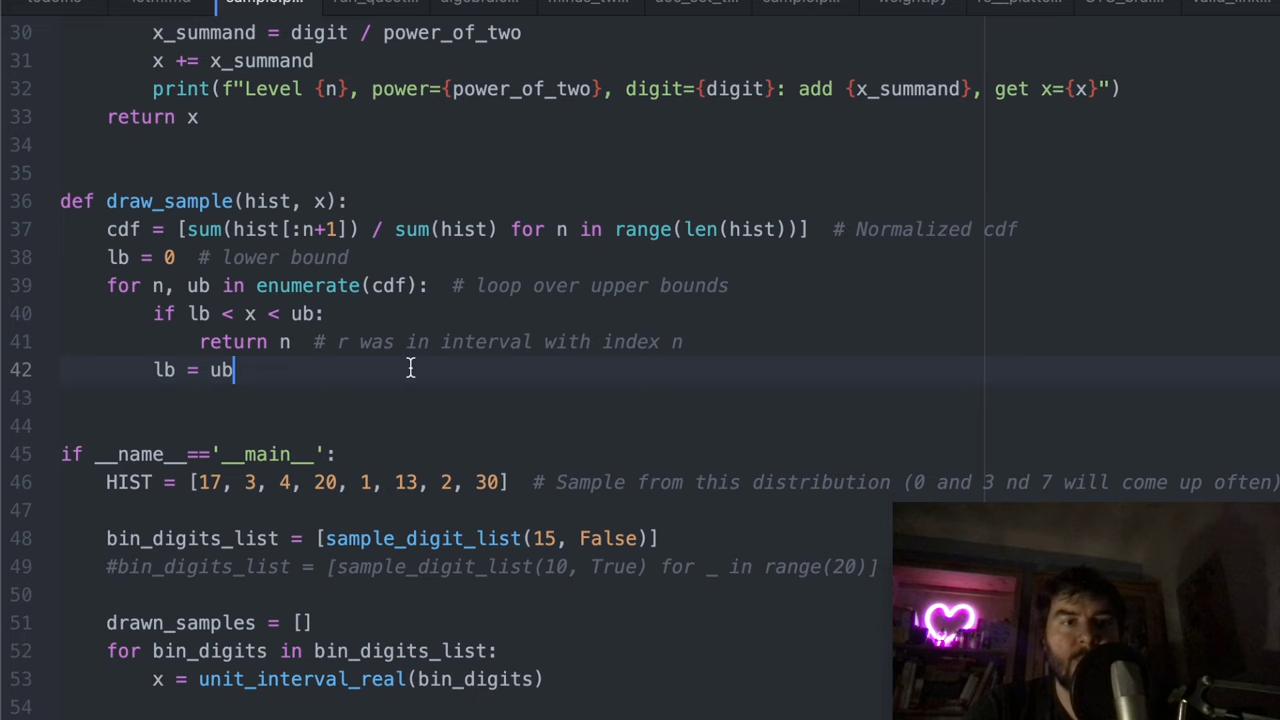 sample.p...
30 x_summand = digit / power_of_two
31 x += x_summand
32 print(f"Level {n}, power={power_of_two}, digit={digit}: add {x_summand}, get x={x}")
33 return x
34
35
36 def draw_sample(hist, x):
37 cdf = [sum(hist[:n+1]) / sum(hist) for n in range(len(hist))]  # Normalized cdf
38 lb = 0  # lower bound
39 for n, ub in enumerate(cdf):  # loop over upper bounds
40 if lb < x < ub:
41 return n  # r was in interval with index n
42 lb = ub
43
44
45 if __name__=='__main__':
46 HIST = [17, 3, 4, 20, 1, 13, 2, 30]  # Sample from this distribution (0 and 3 nd 7 will come up often)
47
48 bin_digits_list = [sample_digit_list(15, False)]
49 #bin_digits_list = [sample_digit_list(10, True) for _ in range(20)]
50
51 drawn_samples = []
52 for bin_digits in bin_digits_list:
53 x = unit_interval_real(bin_digits)
54